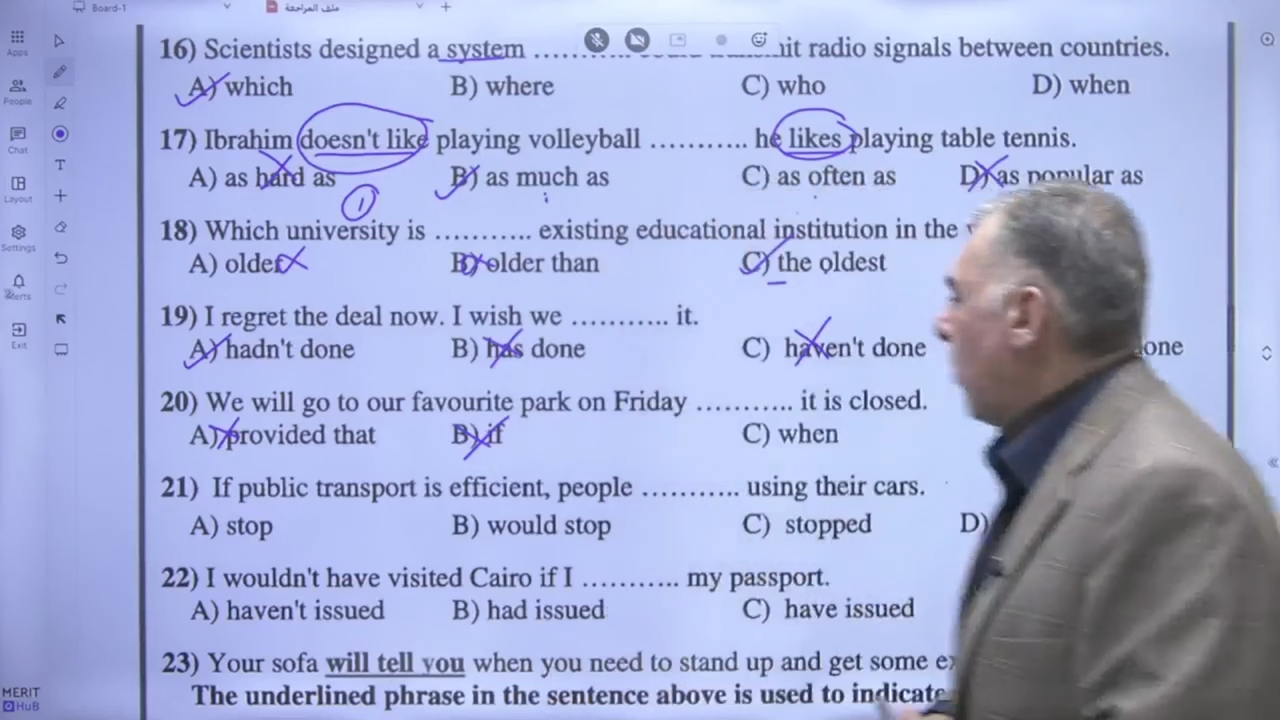 Board-1
ملف المراجعة
Apps
People
Chat
Layout
Settings
Exit
MERIT
HUB
16) Scientists designed a system ............ radio signals between countries.
A) which B) where C) who D) when
17) Ibrahim doesn't like playing volleyball ........... he likes playing table tennis.
A) as hard as B) as much as C) as often as D) as popular as
1
18) Which university is ........... existing educational institution in the
A) older B) older than C) the oldest
19) I regret the deal now. I wish we ........... it.
A) hadn't done B) has done C) haven't done
20) We will go to our favourite park on Friday ........... it is closed.
A) provided that B) if C) when
21) If public transport is efficient, people ........... using their cars.
A) stop B) would stop C) stopped D)
22) I wouldn't have visited Cairo if I ........... my passport.
A) haven't issued B) had issued C) have issued
23) Your sofa will tell you when you need to stand up and get some
The underlined phrase in the sentence above is used to indicate